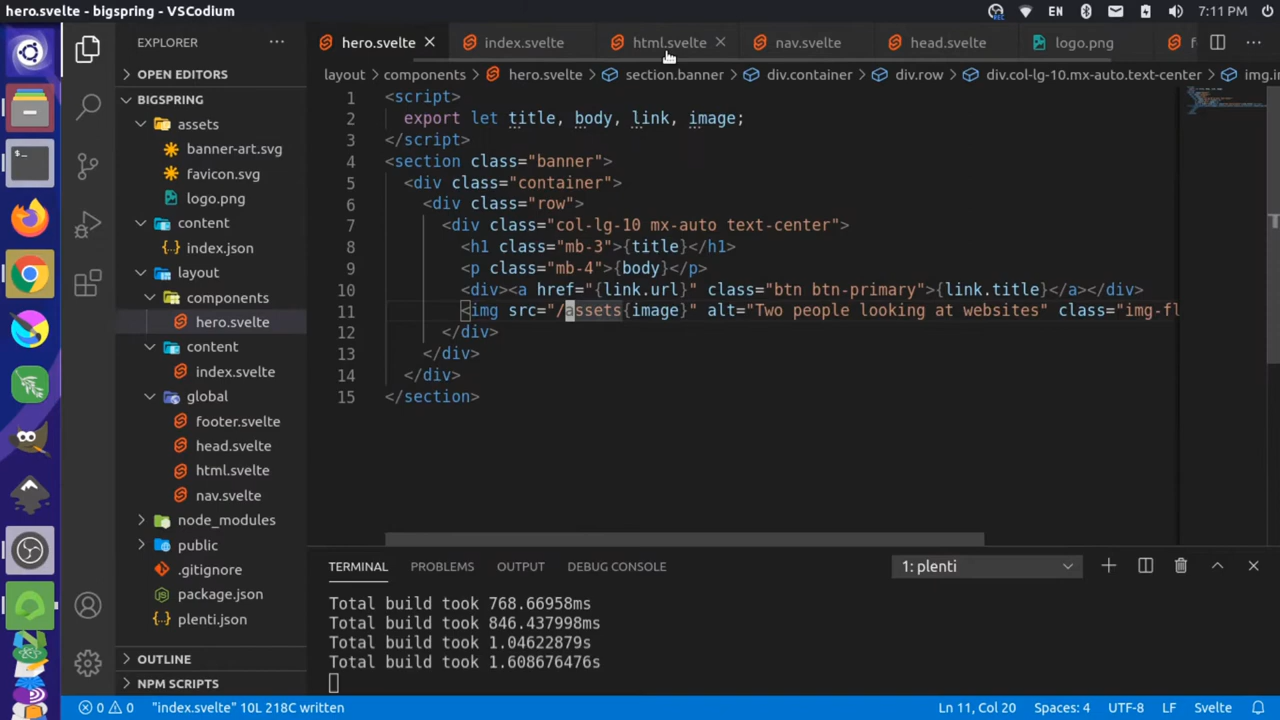 hero.svelte - bigspring - VSCodium
REC
EN
7:11 PM
EXPLORER
hero.svelte
index.svelte
html.svelte
nav.svelte
head.svelte
logo.png
layout > components > hero.svelte > section.banner > div.container > div.row > div.col-lg-10.mx-auto.text-center >
OPEN EDITORS
BIGSPRING
assets
banner-art.svg
favicon.svg
logo.png
content
index.json
layout
components
hero.svelte
content
index.svelte
global
footer.svelte
head.svelte
html.svelte
nav.svelte
node_modules
public
.gitignore
package.json
plenti.json
OUTLINE
NPM SCRIPTS
1 <script>
2 export let title, body, link, image;
3 </script>
4 <section class="banner">
5 <div class="container">
6 <div class="row">
7 <div class="col-lg-10 mx-auto text-center">
8 <h1 class="mb-3">{title}</h1>
9 <p class="mb-4">{body}</p>
10 <div><a href="{link.url}" class="btn btn-primary">{link.title}</a></div>
11 <img src="/assets{image}" alt="Two people looking at websites" class="img-fl
12 </div>
13 </div>
14 </div>
15 </section>
TERMINAL
PROBLEMS
OUTPUT
DEBUG CONSOLE
1: plenti
Total build took 768.66958ms
Total build took 846.437998ms
Total build took 1.04622879s
Total build took 1.608676476s
0 0 "index.svelte" 10L 218C written
Ln 11, Col 20
Spaces: 4
UTF-8
LF
Svelte